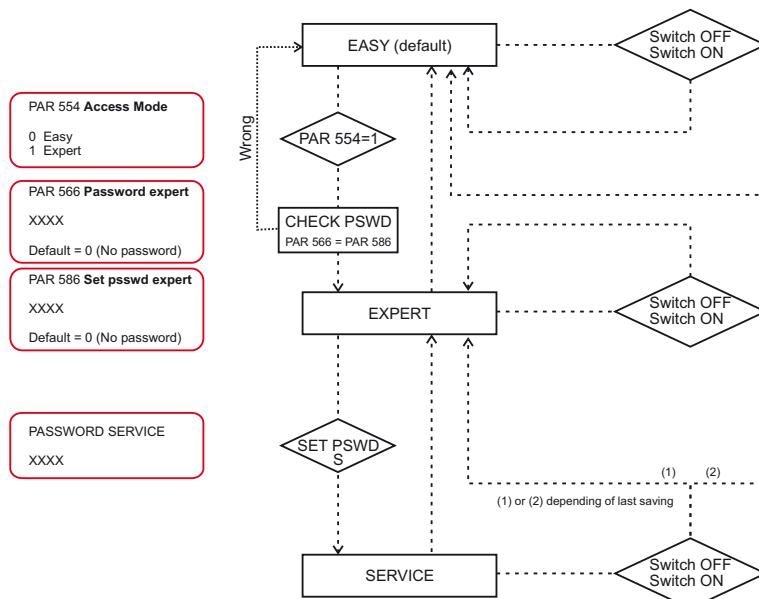 EASY (default)
Switch OFF
Switch ON
PAR 554 Access Mode
0 Easy
1 Expert
Wrong
PAR 554=1
PAR 566 Password expert
XXXX
Default = 0 (No password)
CHECK PSWD
PAR 566 = PAR 586
PAR 586 Set psswd expert
XXXX
Default = 0 (No password)
EXPERT
Switch OFF
Switch ON
PASSWORD SERVICE
XXXX
SET PSWD
S
(1)
(2)
(1) or (2) depending of last saving
SERVICE
Switch OFF
Switch ON